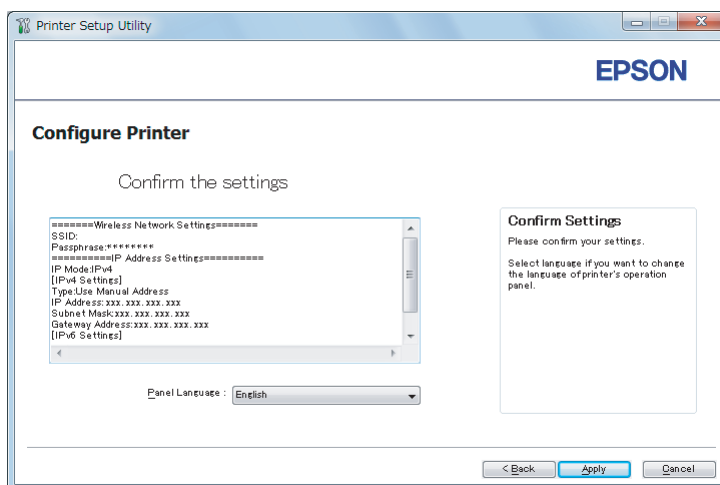 Printer Setup Utility
EPSON
Configure Printer
Confirm the settings
=======Wireless Network Settings=======
SSID:
Passphrase:********
==========IP Address Settings==========
IP Mode:IPv4
[IPv4 Settings]
Type:Use Manual Address
IP Address:xxx.xxx.xxx.xxx
Subnet Mask:xxx.xxx.xxx.xxx
Gateway Address:xxx.xxx.xxx.xxx
[IPv6 Settings]
Panel Language : English
Confirm Settings
Please confirm your settings.
Select language if you want to change
the language of printer's operation
panel.
< Back Apply Cancel